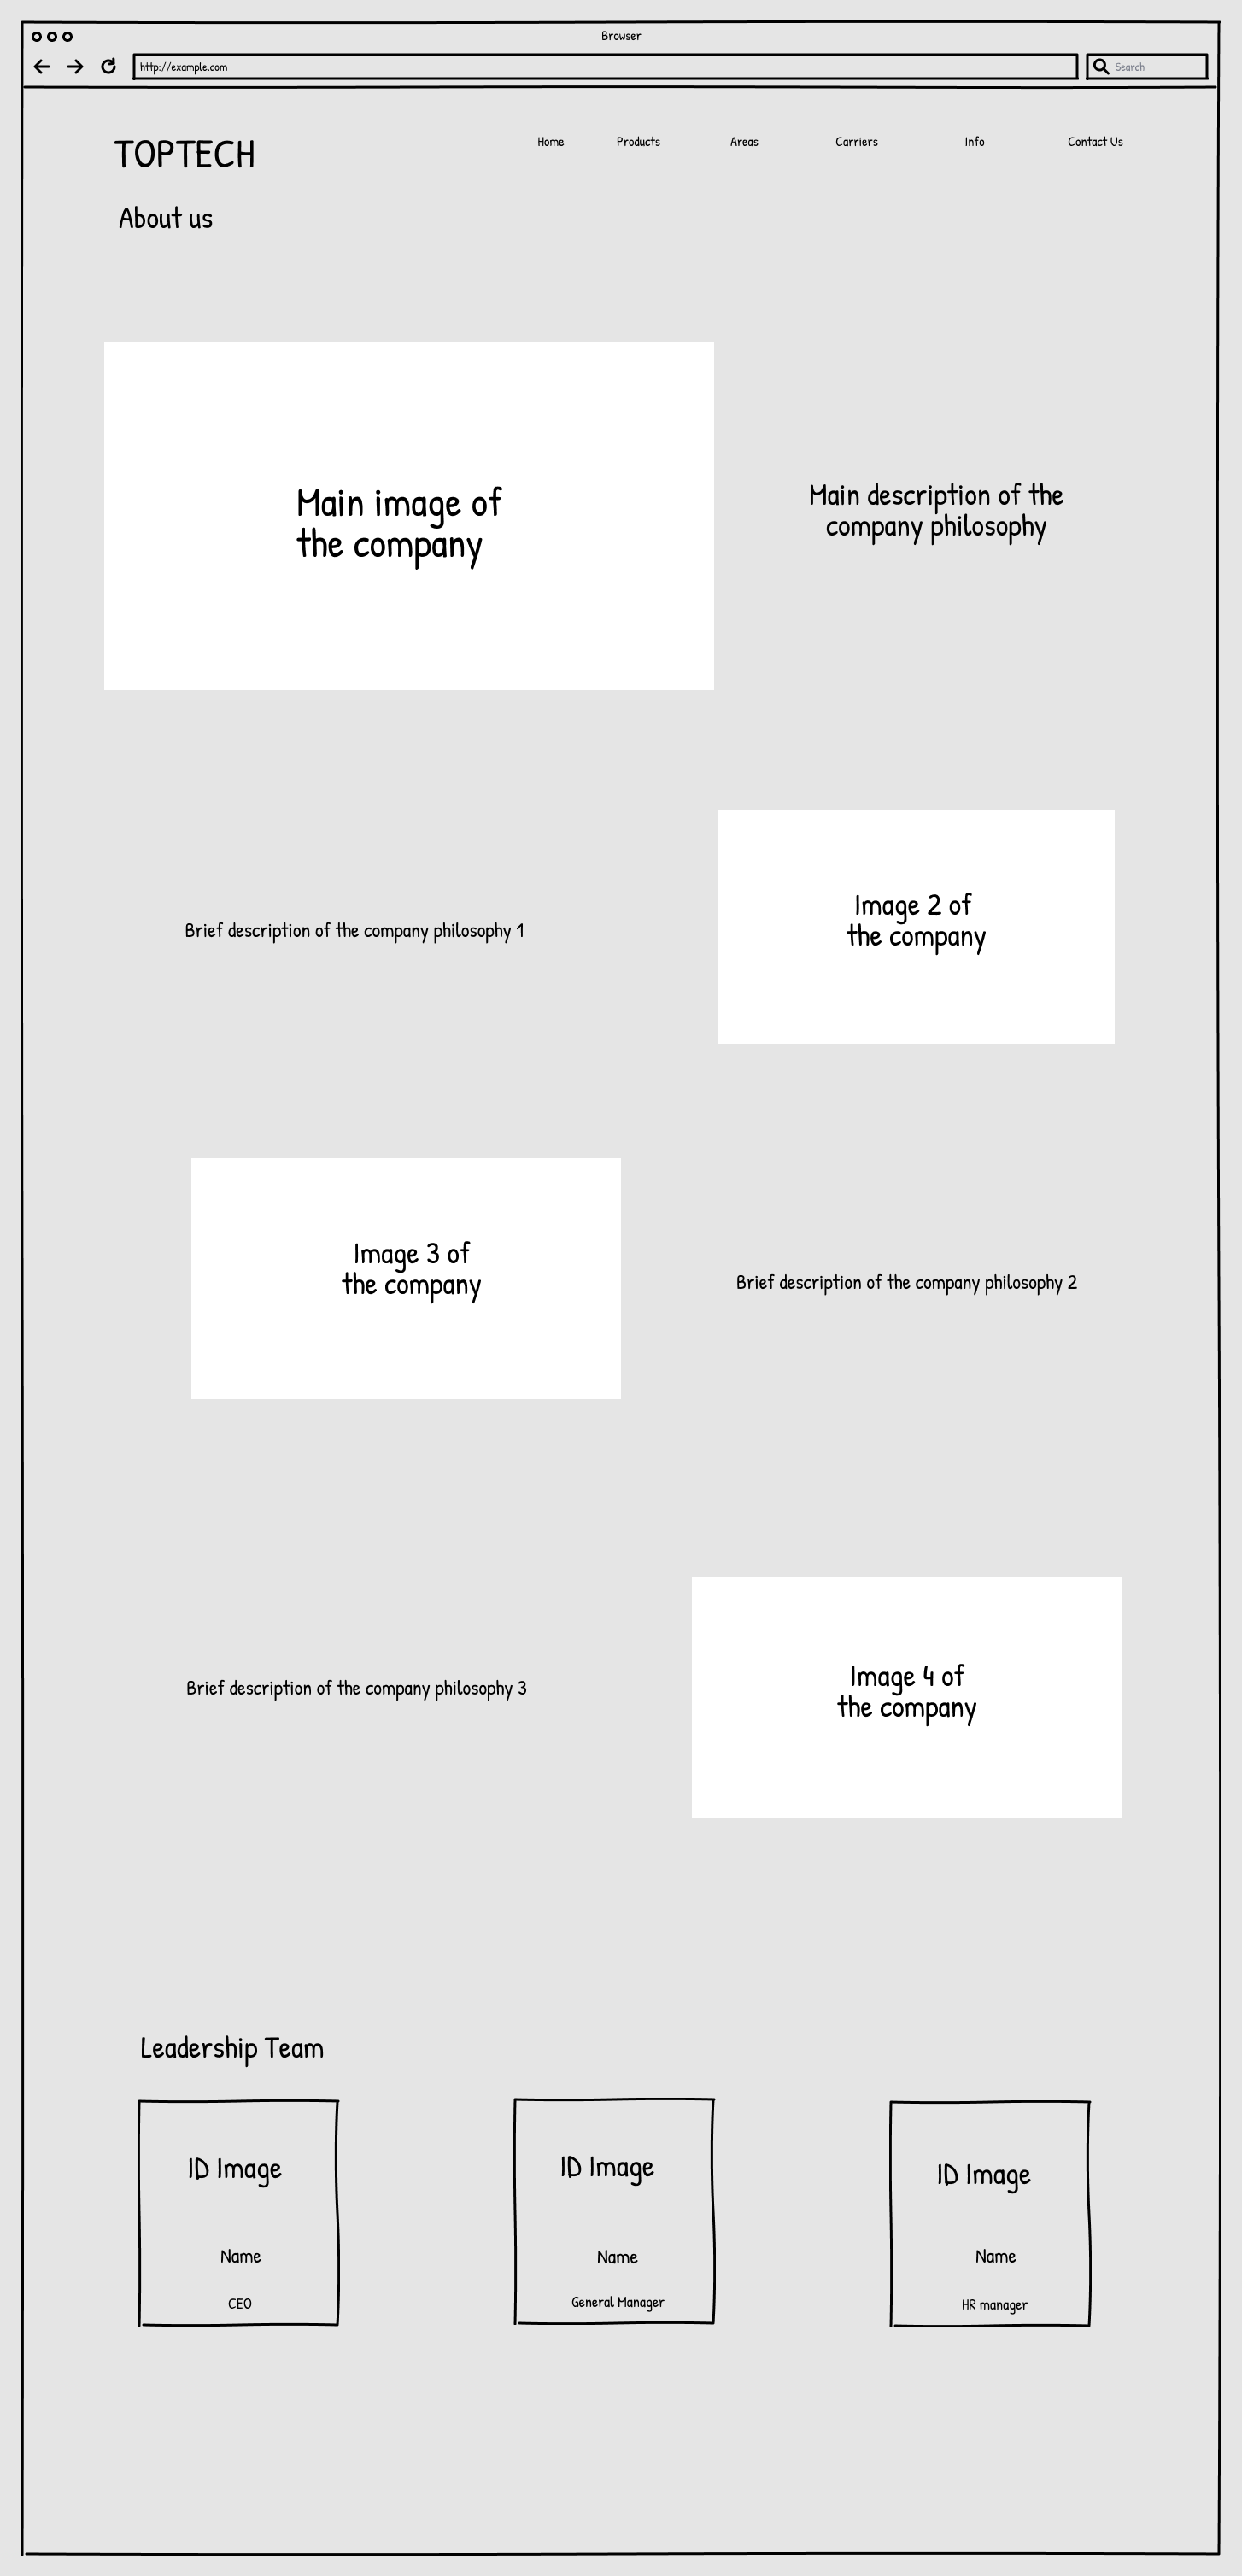 Browser
http://example.com
Search
TOPTECH
Home
Products
Areas
Carriers
Info
Contact Us
About us
Main image of
the company
Main description of the
company philosophy
Brief description of the company philosophy 1
Image 2 of
the company
Image 3 of
the company
Brief description of the company philosophy 2
Brief description of the company philosophy 3
Image 4 of
the company
Leadership Team
ID Image
Name
CEO
ID Image
Name
General Manager
ID Image
Name
HR manager